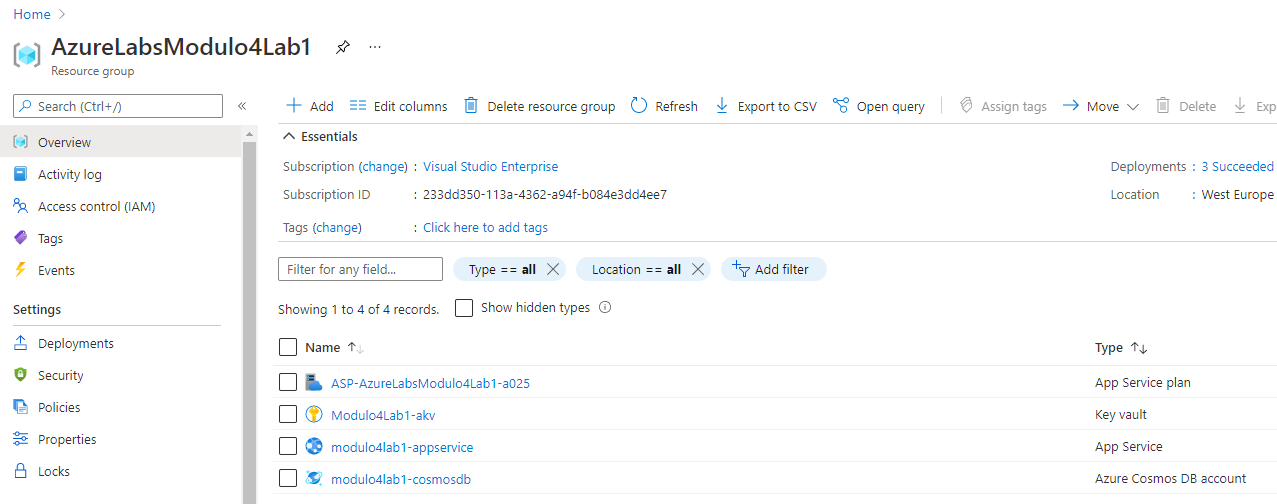 Home >
AzureLabsModulo4Lab1 ...
Resource group
Search (Ctrl+/) «
Overview
Activity log
Access control (IAM)
Tags
Events
Settings
Deployments
Security
Policies
Properties
Locks
Add Edit columns Delete resource group Refresh Export to CSV Open query Assign tags Move Delete Exp
Essentials
Subscription (change) : Visual Studio Enterprise Deployments : 3 Succeeded
Subscription ID : 233dd350-113a-4362-a94f-b084e3dd4ee7 Location : West Europe
Tags (change) : Click here to add tags
Filter for any field... Type == all Location == all Add filter
Showing 1 to 4 of 4 records. Show hidden types
Name ↑↓ Type ↑↓
ASP-AzureLabsModulo4Lab1-a025 App Service plan
Modulo4Lab1-akv Key vault
modulo4lab1-appservice App Service
modulo4lab1-cosmosdb Azure Cosmos DB account